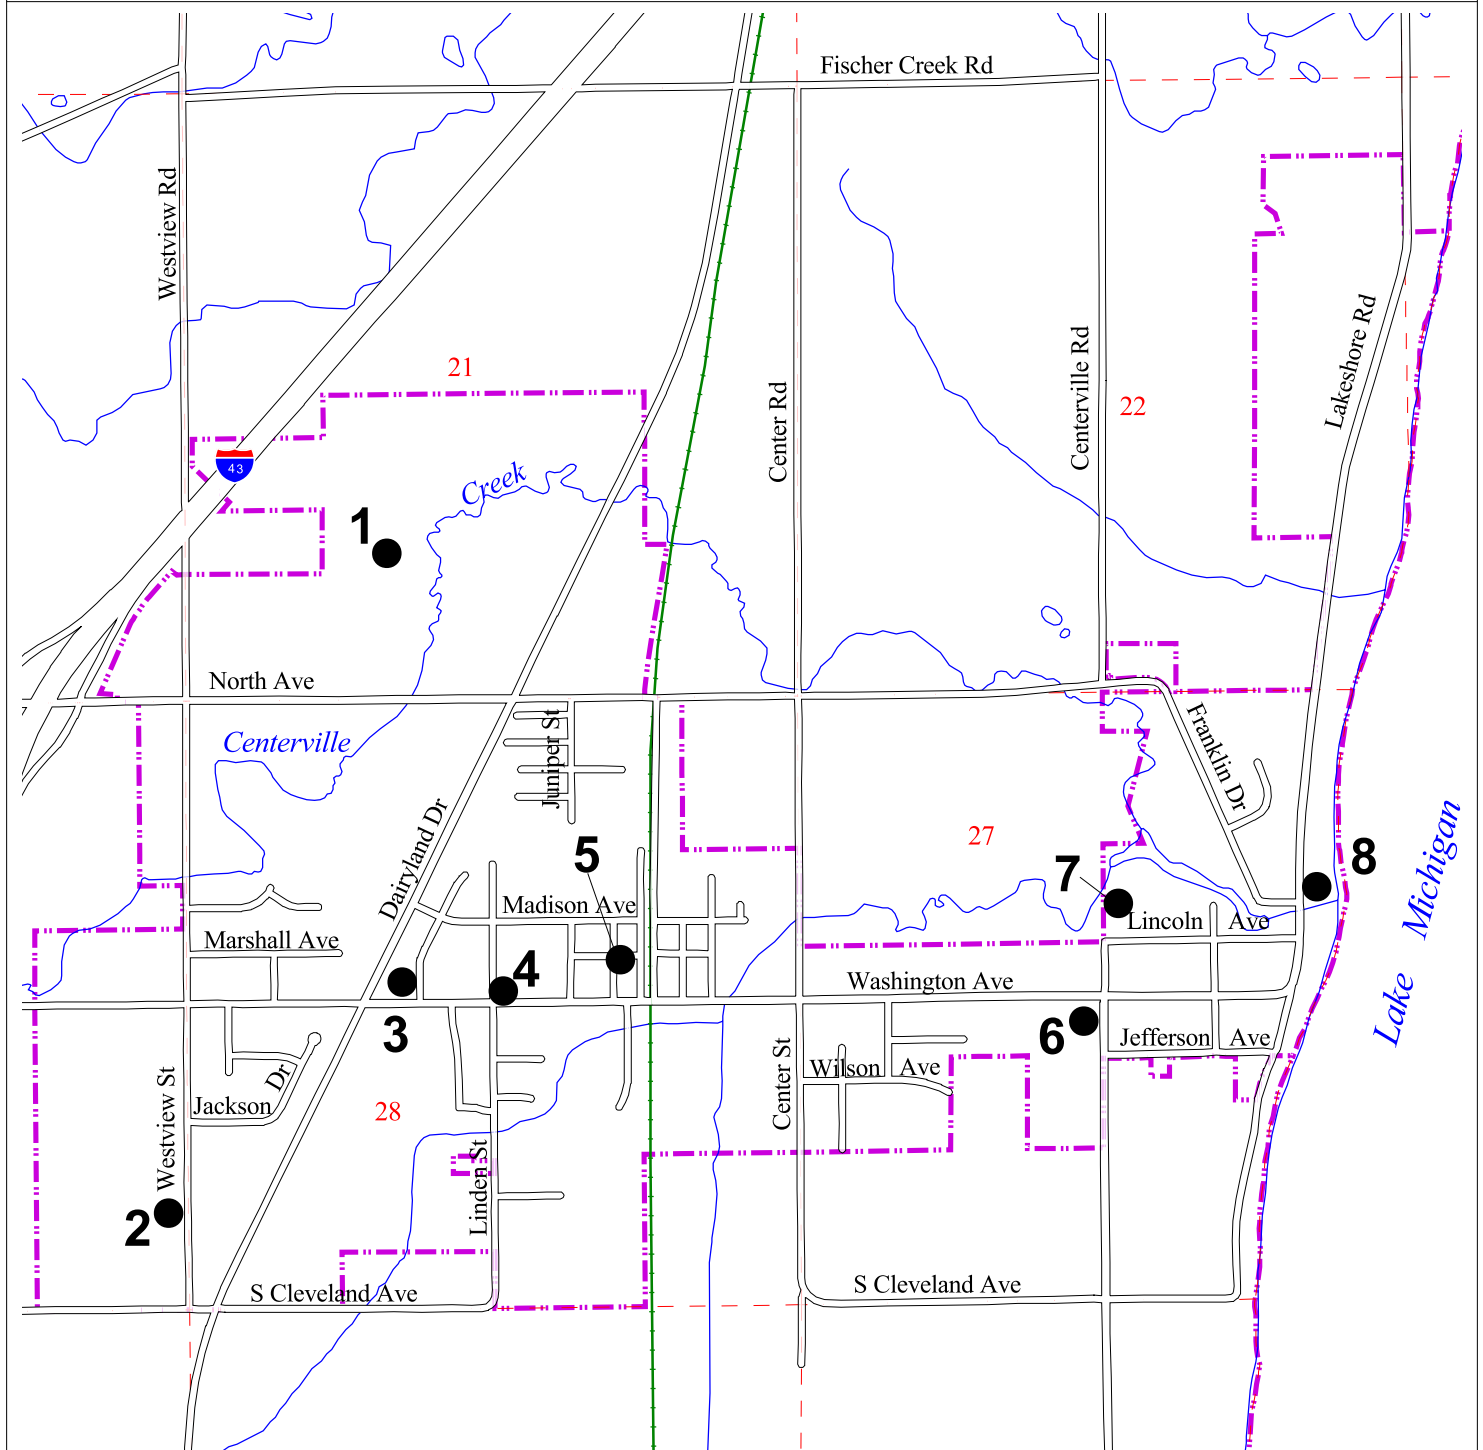 Fischer Creek Rd
Westview Rd
Lakeshore Rd
Centerville Rd
21
Center Rd
22
43
Creek
1
North Ave
Juniper St
Franklin Dr
Centerville
Dairyland Dr
Lake Michigan
27
5
8
7
Madison Ave
Lincoln Ave
Marshall Ave
4
Washington Ave
3
6
Jefferson Ave
Center St
Wilson Ave
Jackson Dr
28
Westview St
Linden St
2
S Cleveland Ave
S Cleveland Ave